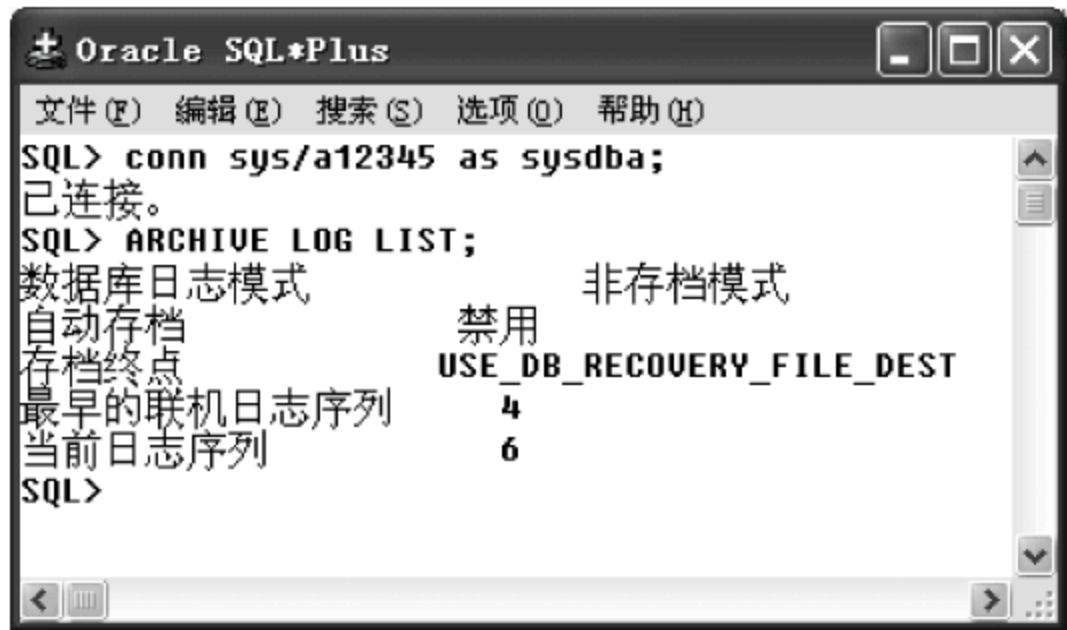 Oracle SQL*Plus
文件(F) 编辑(E) 搜索(S) 选项(O) 帮助(H)
SQL> conn sys/a12345 as sysdba;
已连接。
SQL> ARCHIVE LOG LIST;
数据库日志模式 非存档模式
自动存档 禁用
存档终点 USE_DB_RECOVERY_FILE_DEST
最早的联机日志序列 4
当前日志序列 6
SQL>